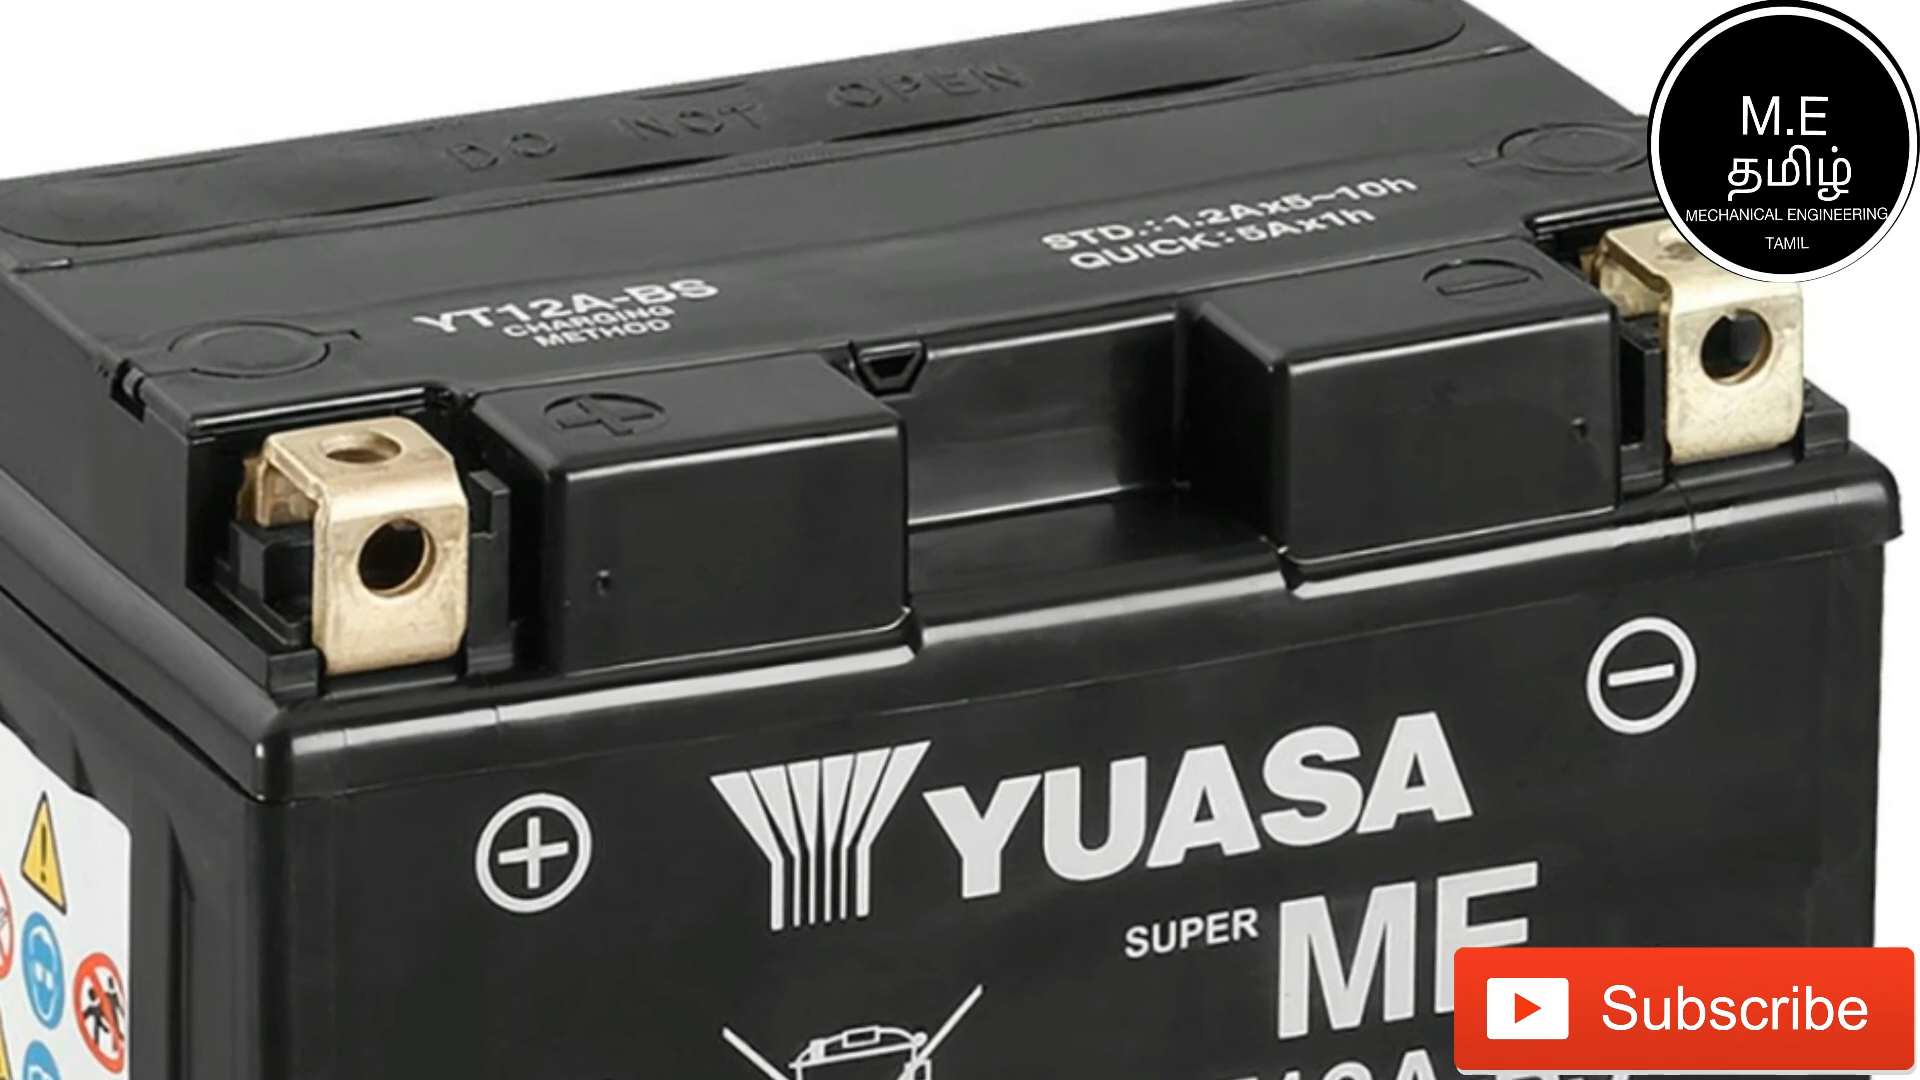 DO NOT OPEN
STD.:1.2Ax5~10h
QUICK:5Ax1h
YT12A-BS
CHARGING
METHOD
YUASA
SUPER MF
M.E
தமிழ்
MECHANICAL ENGINEERING
TAMIL
Subscribe